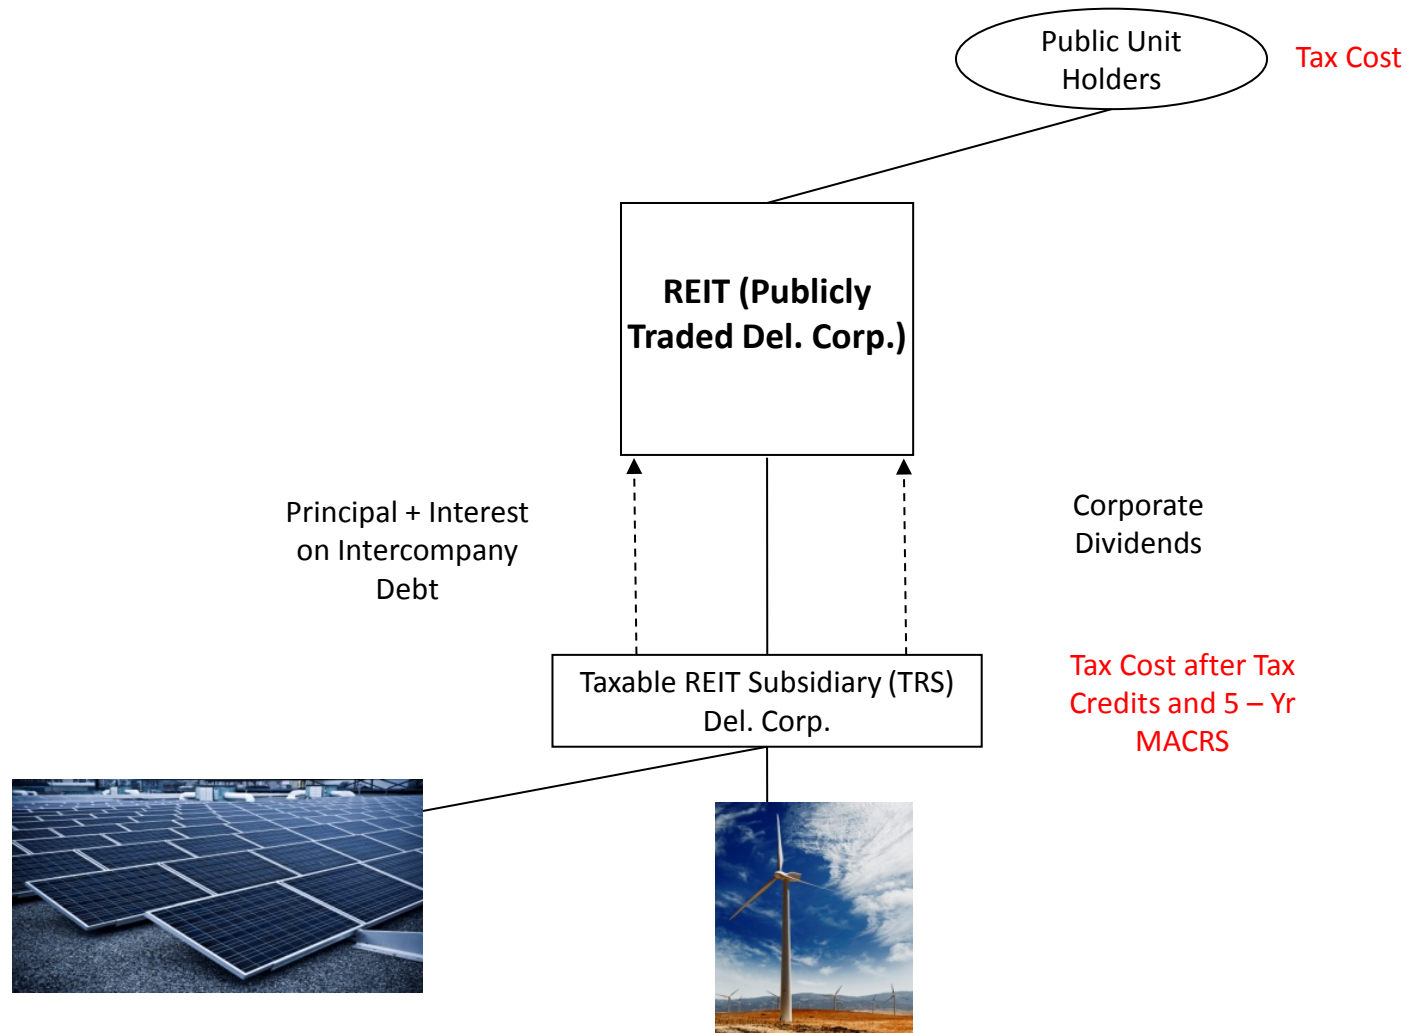 Public Unit
Holders
Tax Cost
REIT (Publicly
Traded Del. Corp.)
Principal + Interest
on Intercompany
Debt
Corporate
Dividends
Taxable REIT Subsidiary (TRS)
Del. Corp.
Tax Cost after Tax
Credits and 5 – Yr
MACRS